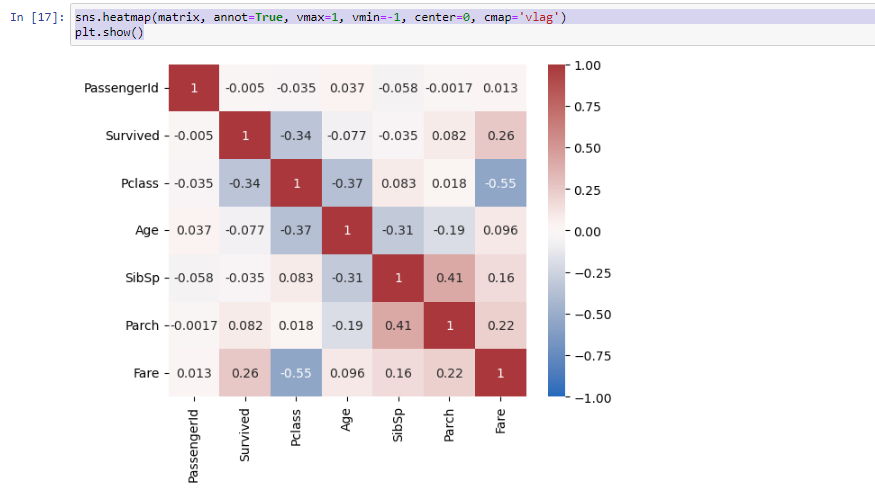 In [17]: sns.heatmap(matrix, annot=True, vmax=1, vmin=-1, center=0, cmap='vlag')
plt.show()
1.00
PassengerId 1 -0.005 -0.035 0.037 -0.058 -0.0017 0.013
0.75
Survived -0.005 1 -0.34 -0.077 -0.035 0.082 0.26
0.50
Pclass -0.035 -0.34 1 -0.37 0.083 0.018 -0.55
0.25
Age 0.037 -0.077 -0.37 1 -0.31 -0.19 0.096
0.00
SibSp -0.058 -0.035 0.083 -0.31 1 0.41 0.16
-0.25
-0.50
Parch -0.0017 0.082 0.018 -0.19 0.41 1 0.22
-0.75
Fare 0.013 0.26 -0.55 0.096 0.16 0.22 1
-1.00
PassengerId
Survived
Pclass
Age
SibSp
Parch
Fare